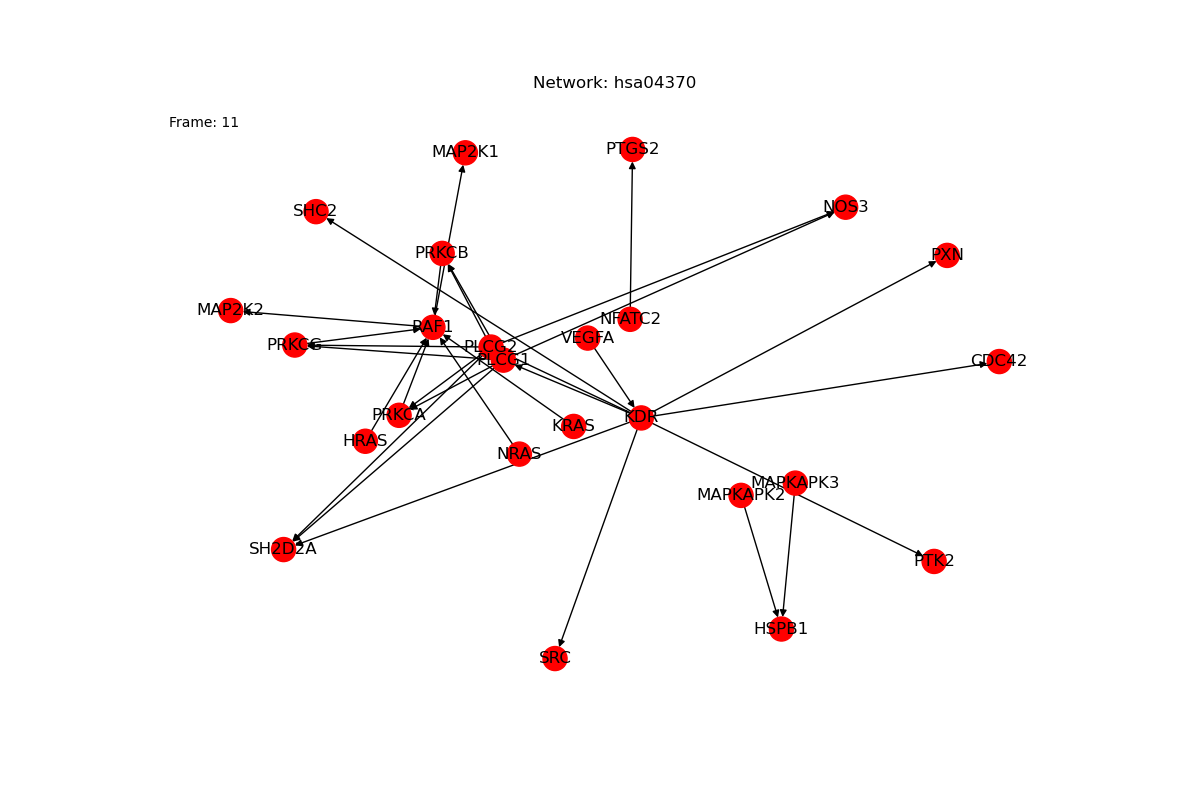 Network: hsa04370
Frame: 11
MAP2K1
PTGS2
SHC2
NOS3
PRKCB
PXN
MAP2K2
NFATC2
RAF1
VEGFA
PRKCG
PLCG2
PLCG1
CDC42
PRKCA
KDR
KRAS
HRAS
NRAS
MAPKAPK3
MAPKAPK2
SH2D2A
PTK2
HSPB1
SRC